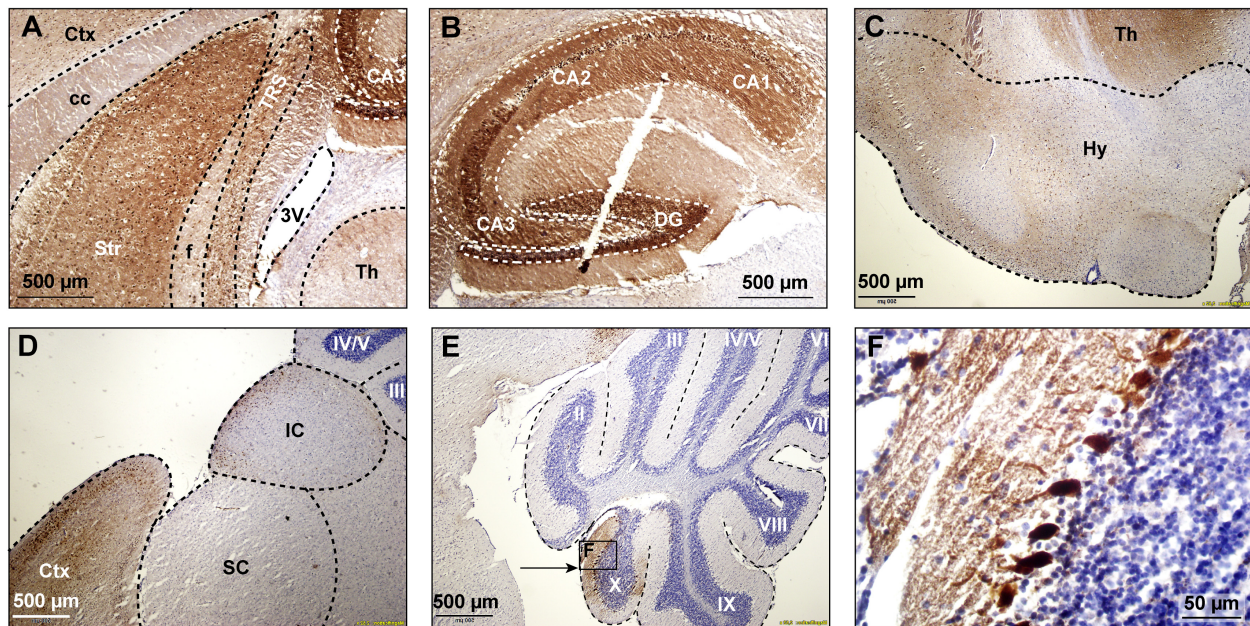 A
Ctx
cc
TRS
CA3
Str
f
3V
Th
500 µm
B
CA2
CA1
CA3
DG
500 µm
C
Th
Hy
500 µm
D
IV/V
III
IC
Ctx
SC
500 µm
E
III
IV/V
VI
II
VII
VIII
F
X
IX
500 µm
F
50 µm